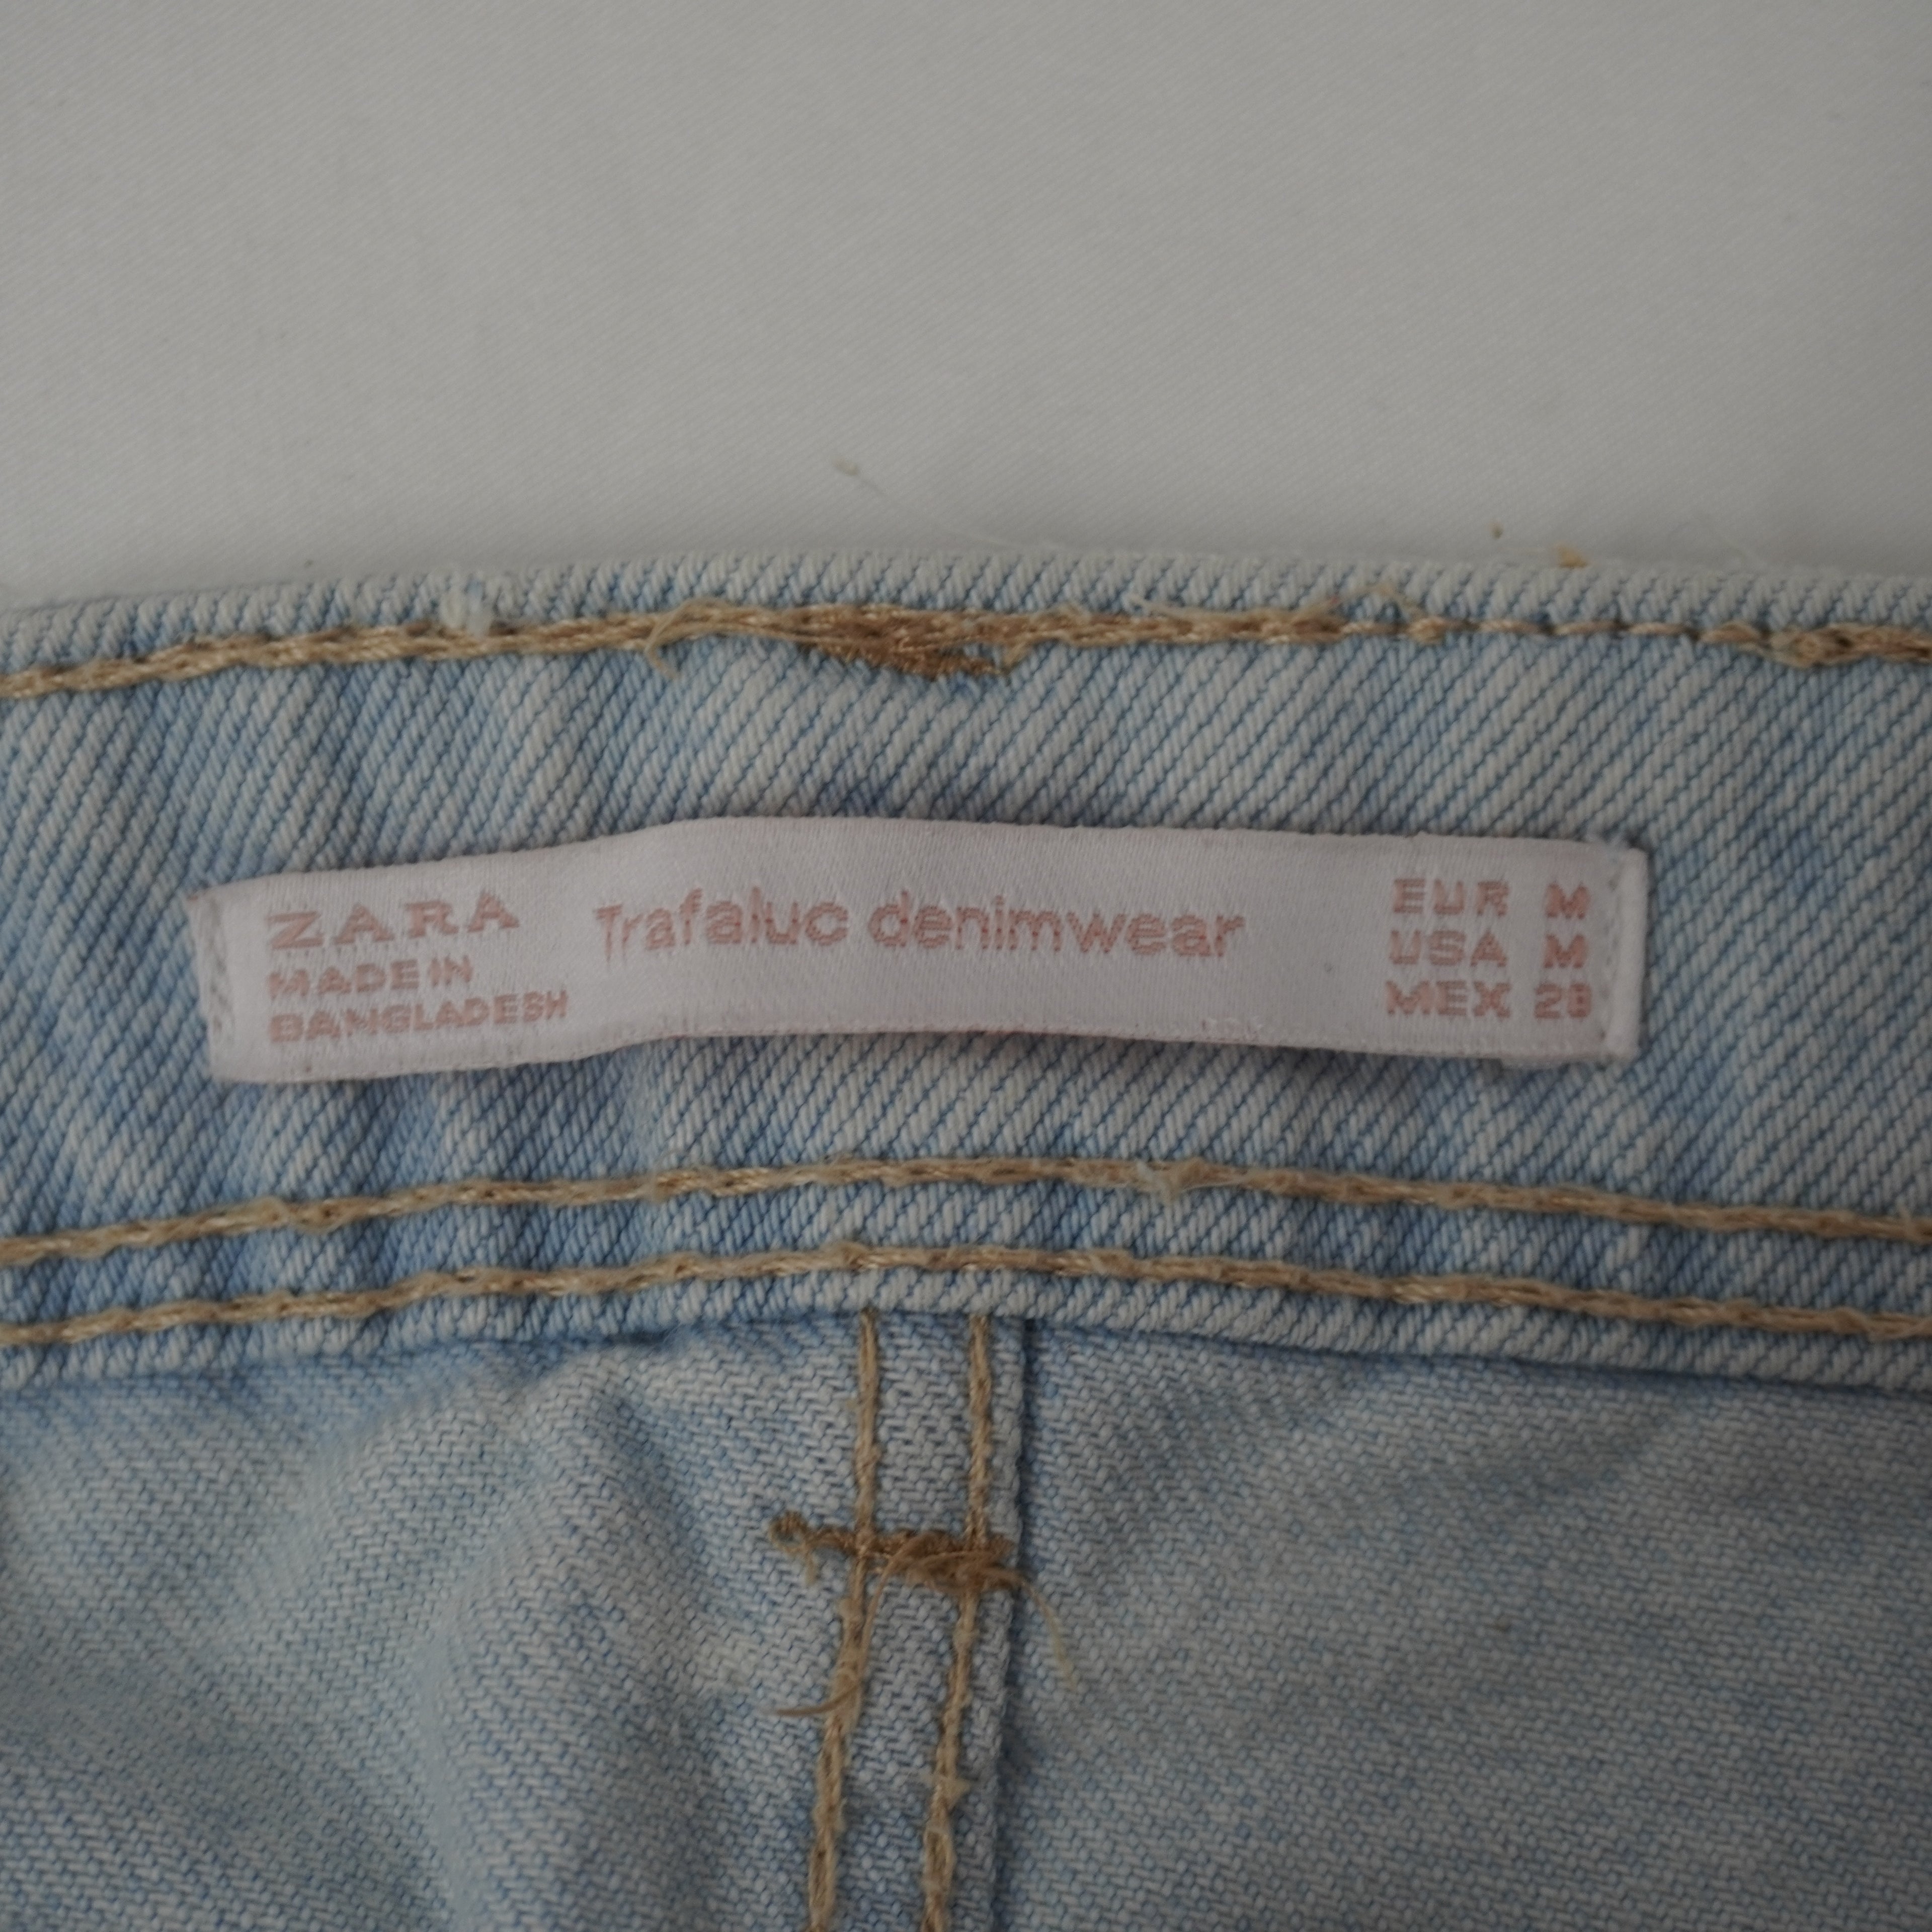 ZARA
MADE IN
BANGLADESH
Trafaluc denimwear
EUR M
USA M
MEX 28